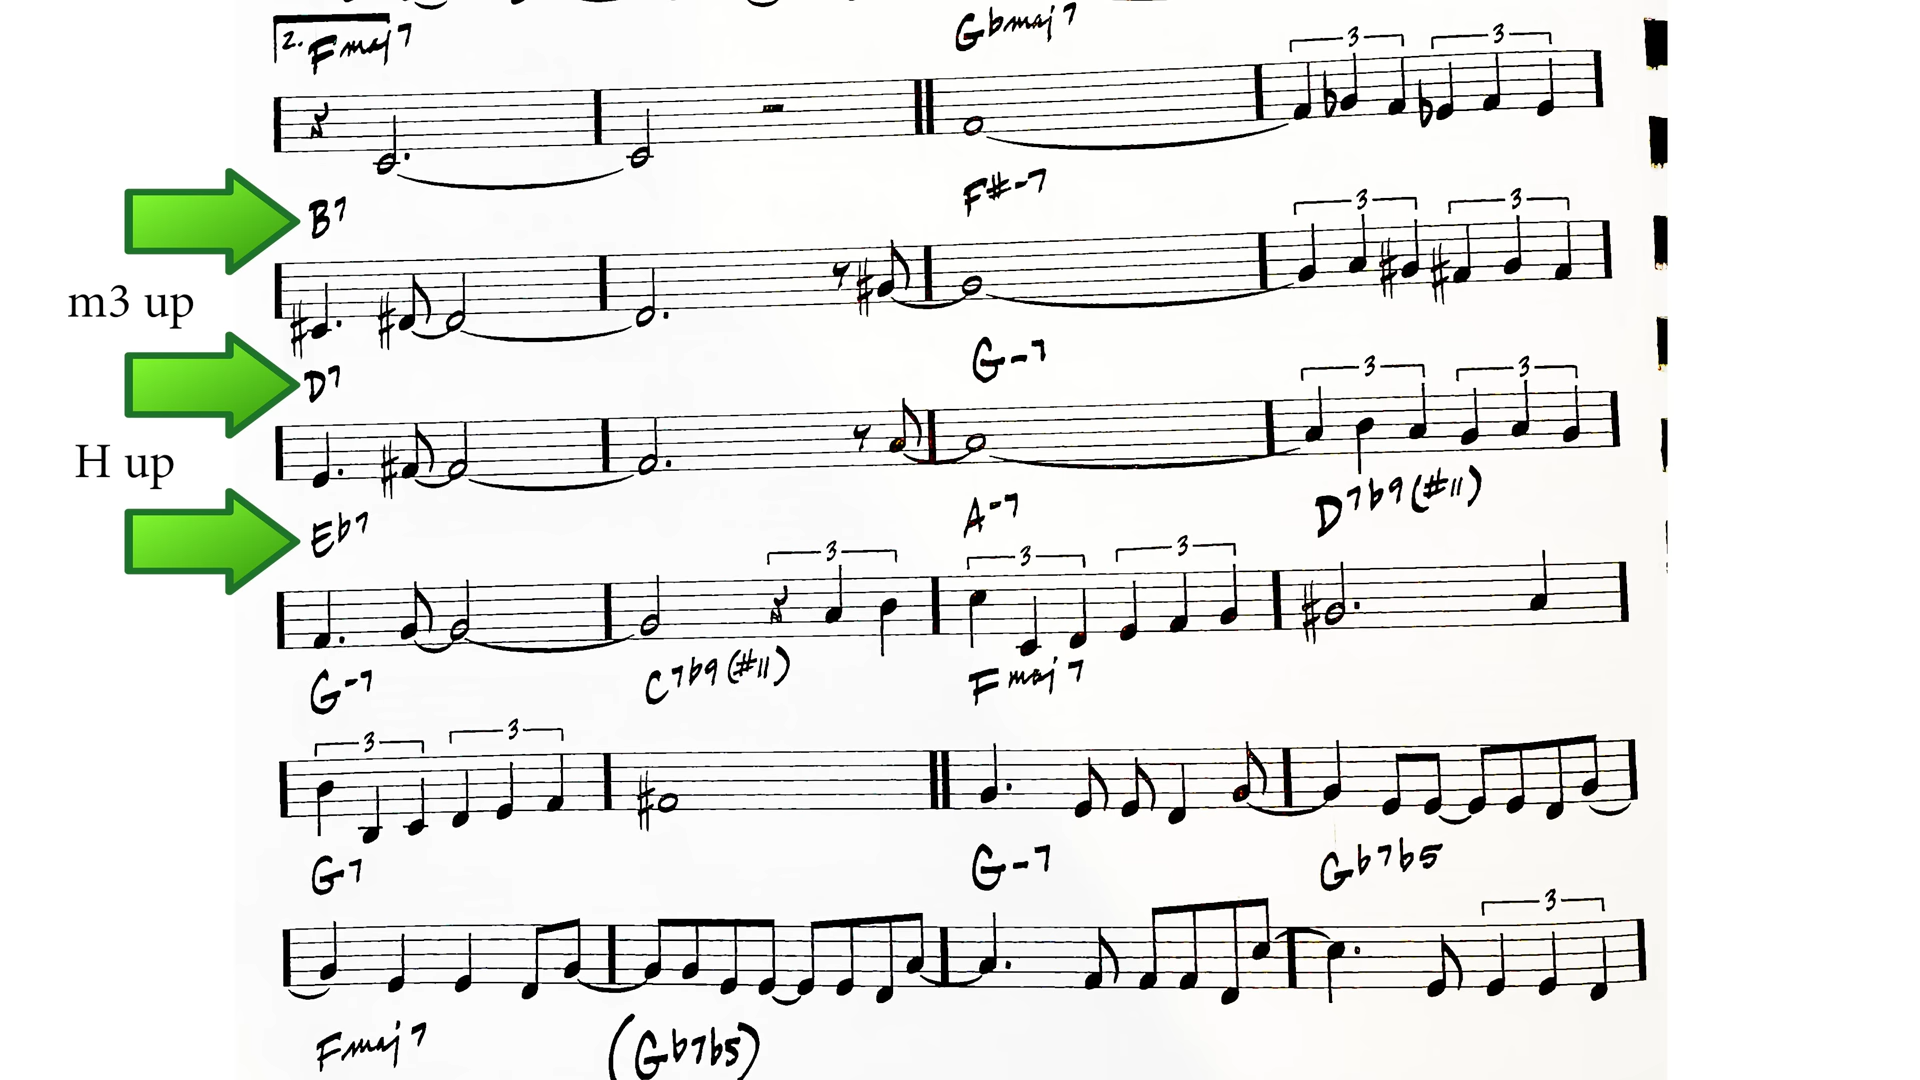 2. Fmaj7 Gbmaj7
3 3
B7 F#-7
m3 up
3 3
D7 G-7
H up
3 3
Eb7 A-7 D7b9(#11)
3 3 3
G-7 C7b9(#11) Fmaj7
3 3
G7 G-7 Gb7b5
3
Fmaj7 (Gb7b5)